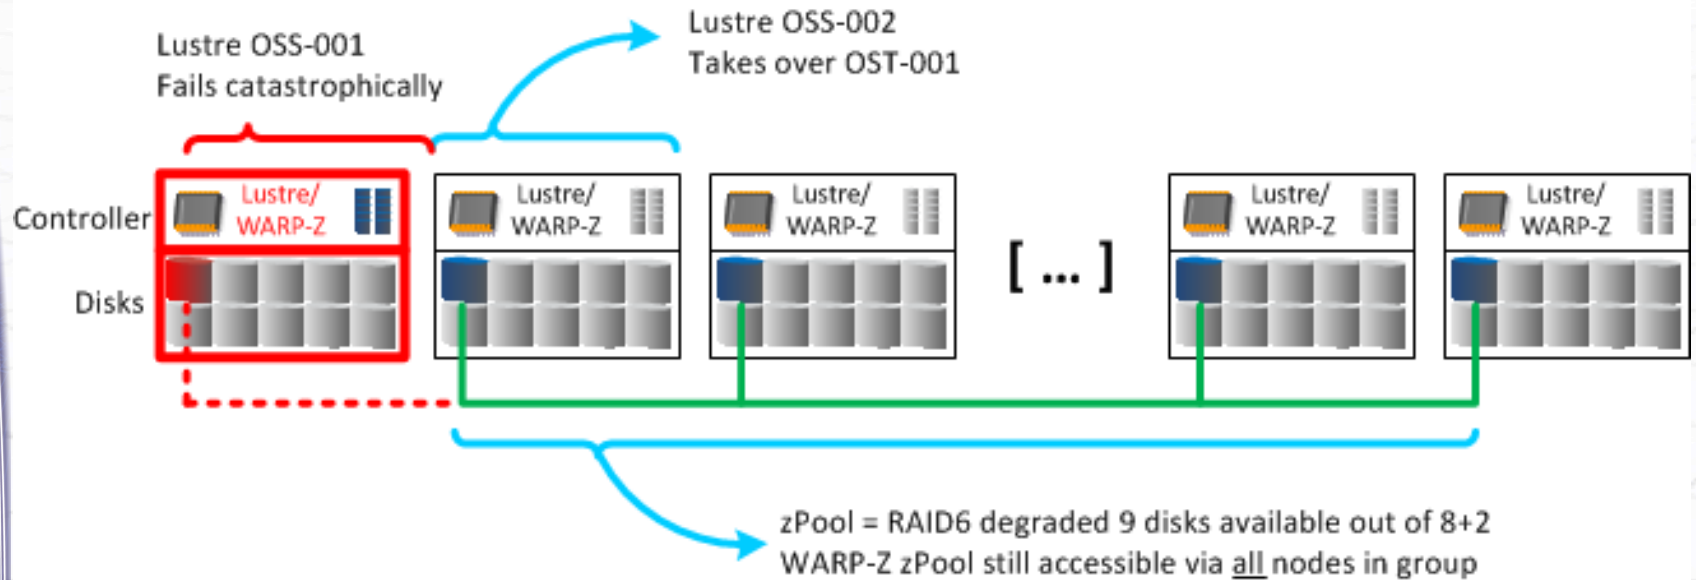 Lustre OSS-001
Fails catastrophically
Lustre OSS-002
Takes over OST-001
Controller
Lustre/
WARP-Z
Lustre/
WARP-Z
Lustre/
WARP-Z
[ ... ]
Lustre/
WARP-Z
Lustre/
WARP-Z
Disks
zPool = RAID6 degraded 9 disks available out of 8+2
WARP-Z zPool still accessible via all nodes in group